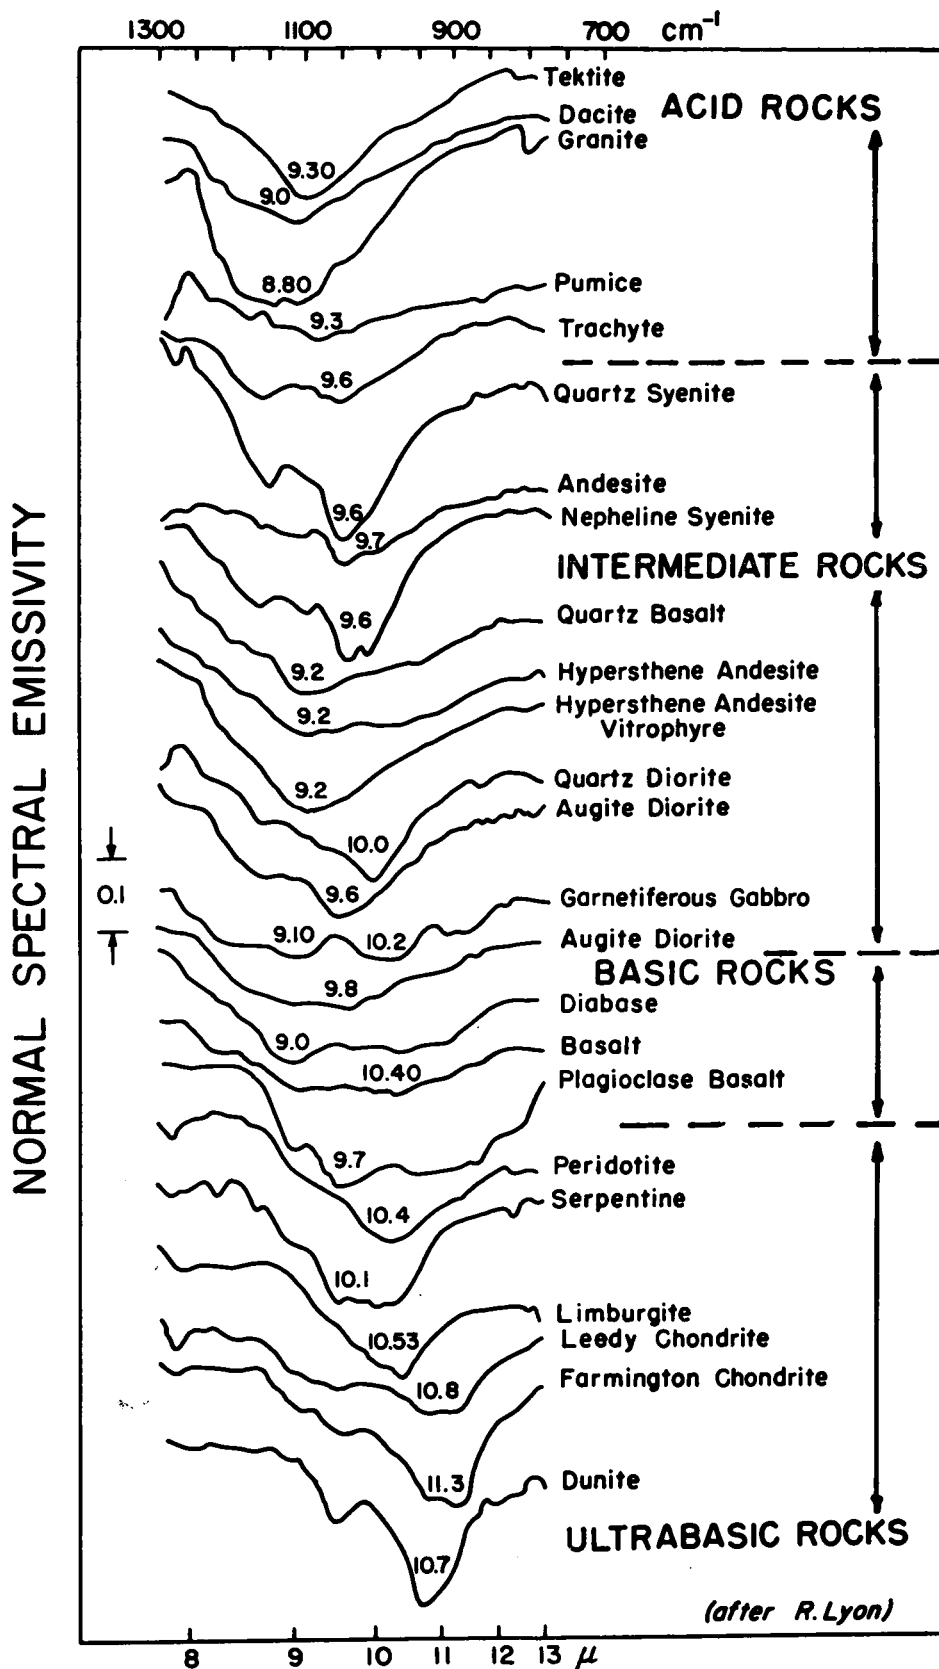 1300 1100 900 700 cm⁻¹
Tektite
ACID ROCKS
Dacite
Granite
9.30
9.0
8.80
Pumice
9.3
Trachyte
9.6
Quartz Syenite
Andesite
9.6
Nepheline Syenite
9.7
INTERMEDIATE ROCKS
9.6
Quartz Basalt
9.2
Hypersthene Andesite
9.2
Hypersthene Andesite
Vitrophyre
9.2
Quartz Diorite
Augite Diorite
10.0
9.6
0.1
Garnetiferous Gabbro
9.10 10.2
Augite Diorite
BASIC ROCKS
9.8
Diabase
9.0
Basalt
10.40
Plagioclase Basalt
9.7
Peridotite
Serpentine
10.4
10.1
Limburgite
10.53
Leedy Chondrite
Farmington Chondrite
10.8
11.3
Dunite
ULTRABASIC ROCKS
10.7
(after R. Lyon)
8 9 10 11 12 13 μ
NORMAL SPECTRAL EMISSIVITY